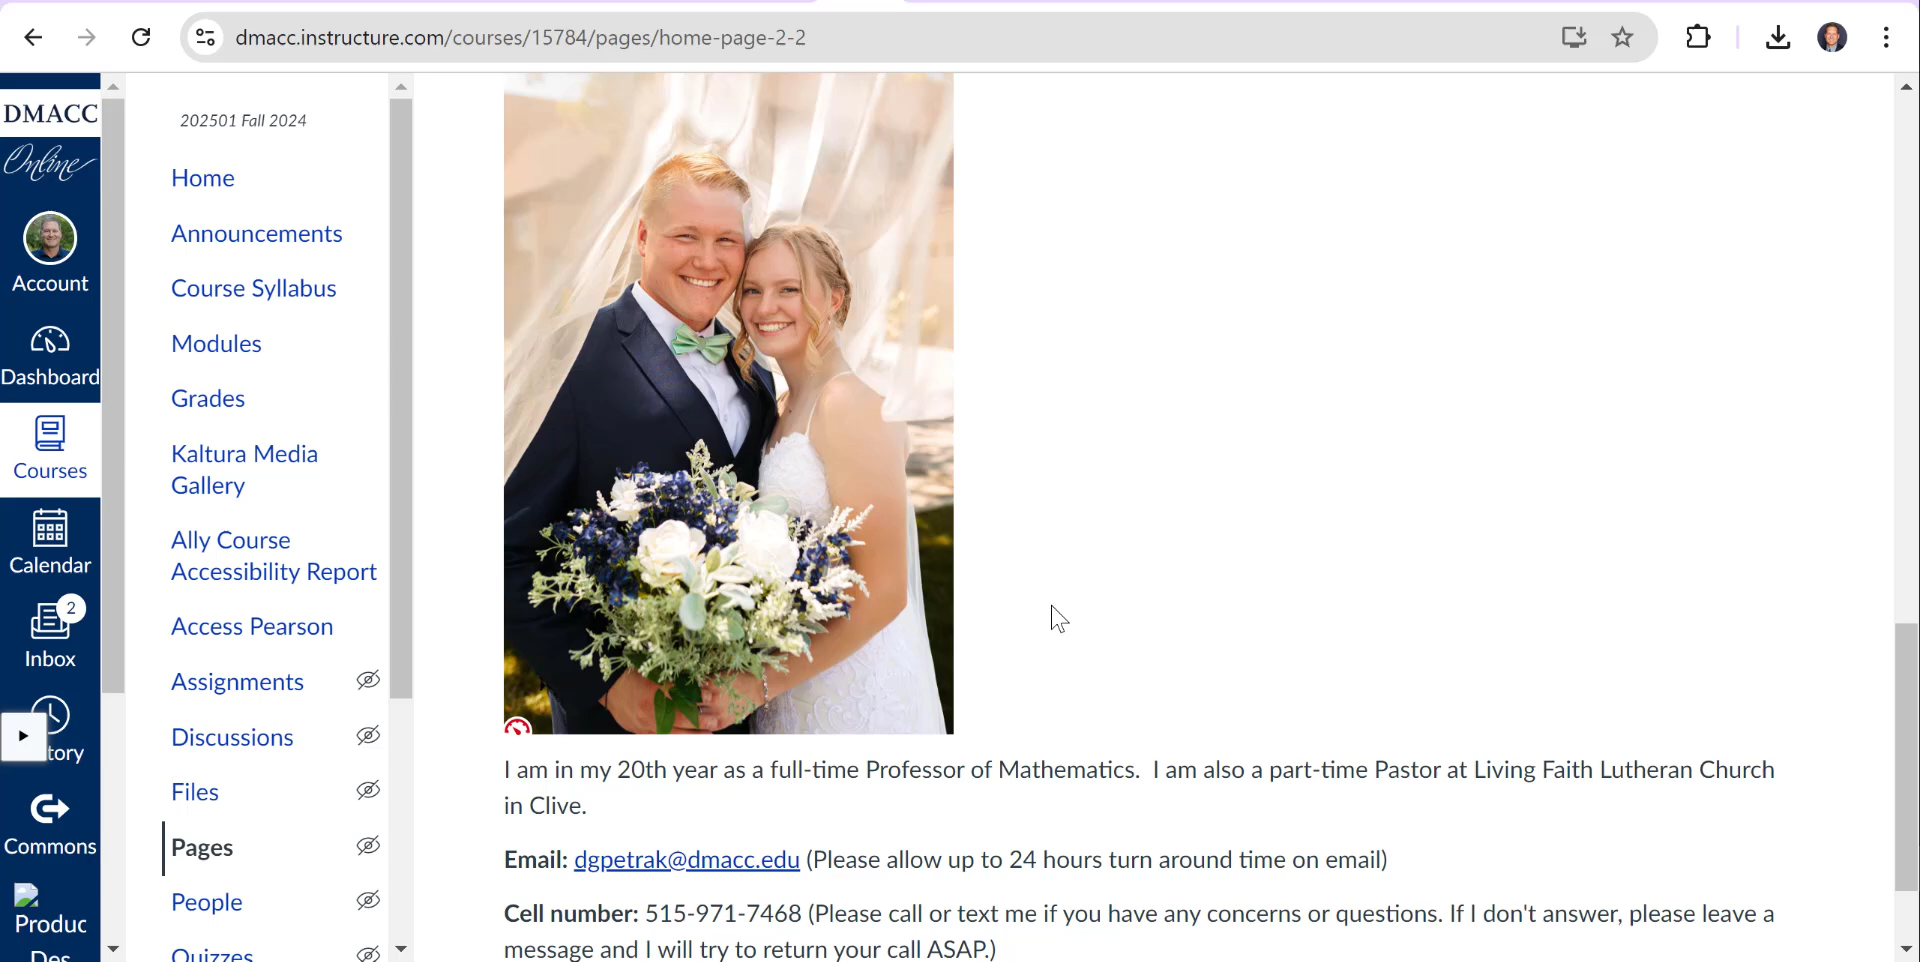 dmacc.instructure.com/courses/15784/pages/home-page-2-2
DMACC
Online
Account
Dashboard
Courses
Calendar
2
Inbox
tory
Commons
Produc
Des
202501 Fall 2024
Home
Announcements
Course Syllabus
Modules
Grades
Kaltura Media
Gallery
Ally Course
Accessibility Report
Access Pearson
Assignments
Discussions
Files
Pages
People
Quizzes
I am in my 20th year as a full-time Professor of Mathematics.  I am also a part-time Pastor at Living Faith Lutheran Church
in Clive.
Email: dgpetrak@dmacc.edu (Please allow up to 24 hours turn around time on email)
Cell number: 515-971-7468 (Please call or text me if you have any concerns or questions. If I don't answer, please leave a
message and I will try to return your call ASAP.)